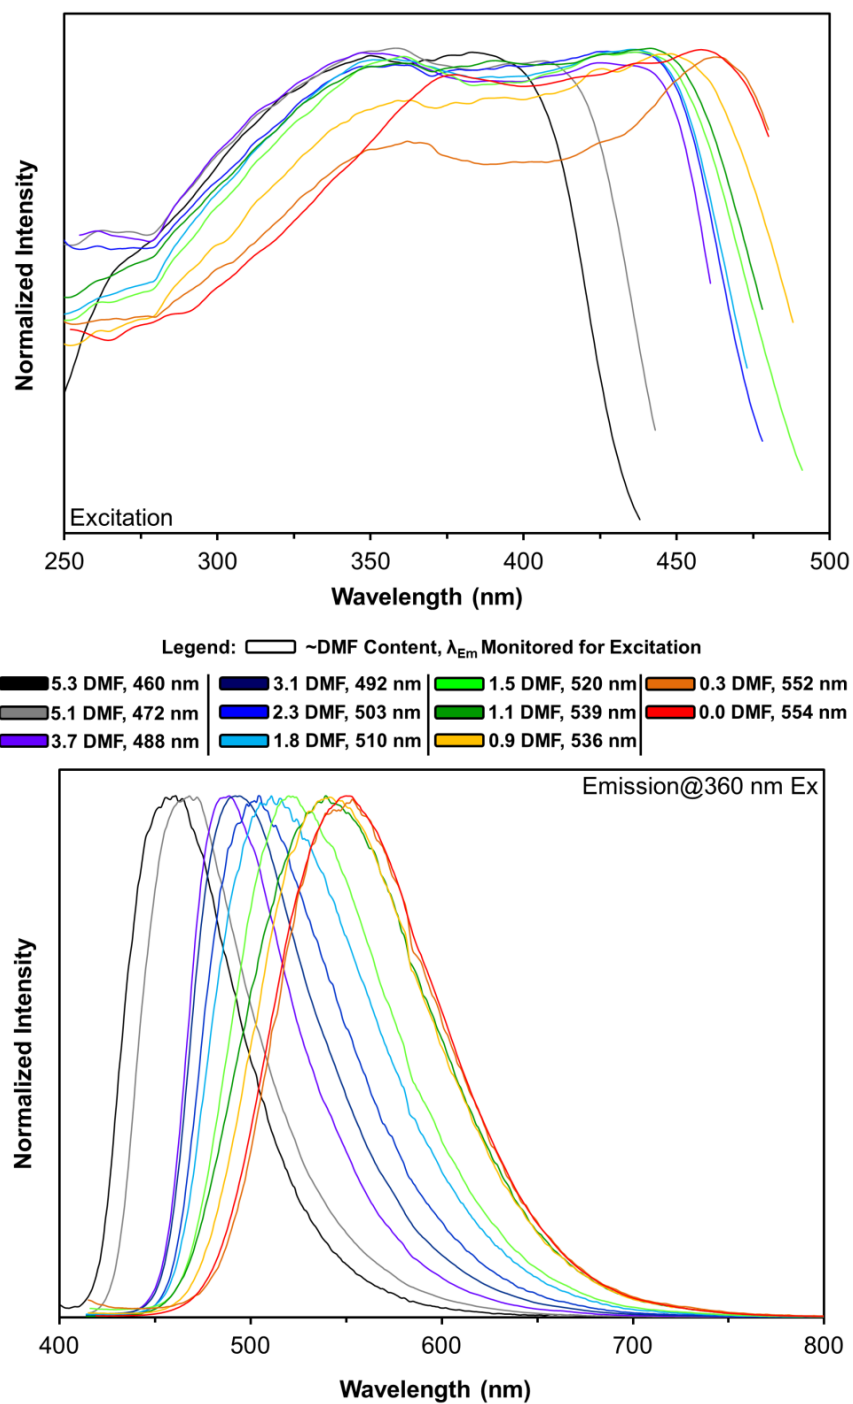 Normalized Intensity
Excitation
250 300 350 400 450 500
Wavelength (nm)
Legend: ~DMF Content, λEm Monitored for Excitation
5.3 DMF, 460 nm 3.1 DMF, 492 nm 1.5 DMF, 520 nm 0.3 DMF, 552 nm
5.1 DMF, 472 nm 2.3 DMF, 503 nm 1.1 DMF, 539 nm 0.0 DMF, 554 nm
3.7 DMF, 488 nm 1.8 DMF, 510 nm 0.9 DMF, 536 nm
Emission@360 nm Ex
Normalized Intensity
400 500 600 700 800
Wavelength (nm)